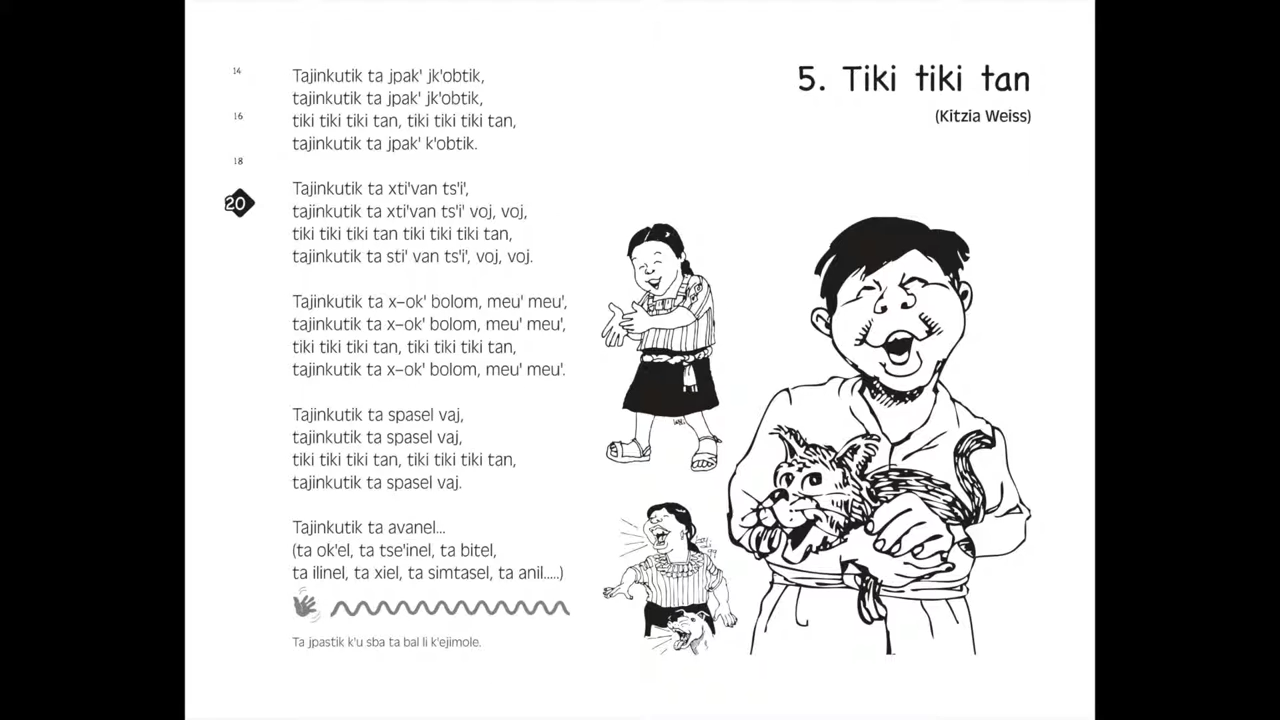 5. Tiki tiki tan
(Kitzia Weiss)
14
16
18
20
Tajinkutik ta jpak' jk'obtik,
tajinkutik ta jpak' jk'obtik,
tiki tiki tiki tan, tiki tiki tiki tan,
tajinkutik ta jpak' k'obtik.
Tajinkutik ta xti'van ts'i',
tajinkutik ta xti'van ts'i' voj, voj,
tiki tiki tiki tan tiki tiki tiki tan,
tajinkutik ta sti' van ts'i', voj, voj.
Tajinkutik ta x–ok' bolom, meu' meu',
tajinkutik ta x–ok' bolom, meu' meu',
tiki tiki tiki tan, tiki tiki tiki tan,
tajinkutik ta x–ok' bolom, meu' meu'.
Tajinkutik ta spasel vaj,
tajinkutik ta spasel vaj,
tiki tiki tiki tan, tiki tiki tiki tan,
tajinkutik ta spasel vaj.
Tajinkutik ta avanel...
(ta ok'el, ta tse'inel, ta bitel,
ta ilinel, ta xiel, ta simtasel, ta anil.....)
Ta jpastik k'u sba ta bal li k'ejimole.